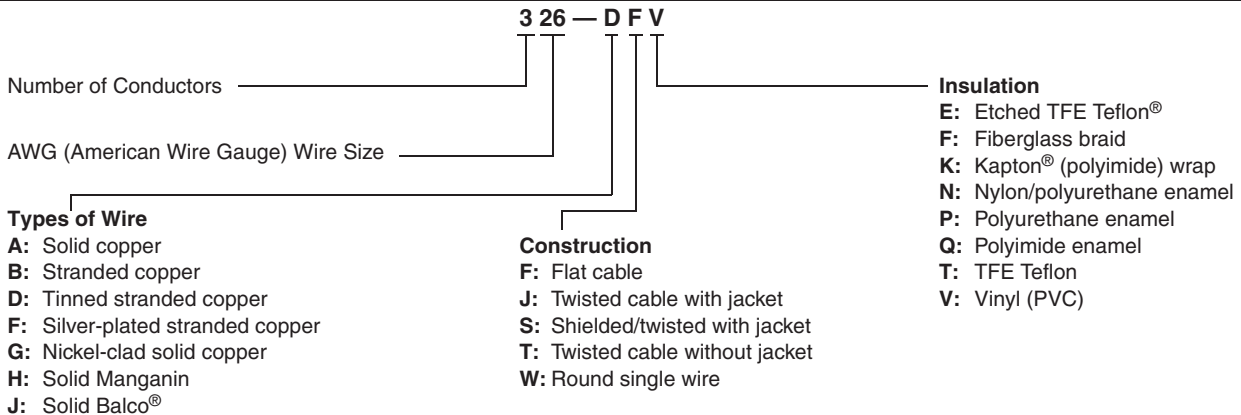 3 26 — D F V
Number of Conductors
AWG (American Wire Gauge) Wire Size
Types of Wire
A: Solid copper
B: Stranded copper
D: Tinned stranded copper
F: Silver-plated stranded copper
G: Nickel-clad solid copper
H: Solid Manganin
J: Solid Balco®
Construction
F: Flat cable
J: Twisted cable with jacket
S: Shielded/twisted with jacket
T: Twisted cable without jacket
W: Round single wire
Insulation
E: Etched TFE Teflon®
F: Fiberglass braid
K: Kapton® (polyimide) wrap
N: Nylon/polyurethane enamel
P: Polyurethane enamel
Q: Polyimide enamel
T: TFE Teflon
V: Vinyl (PVC)